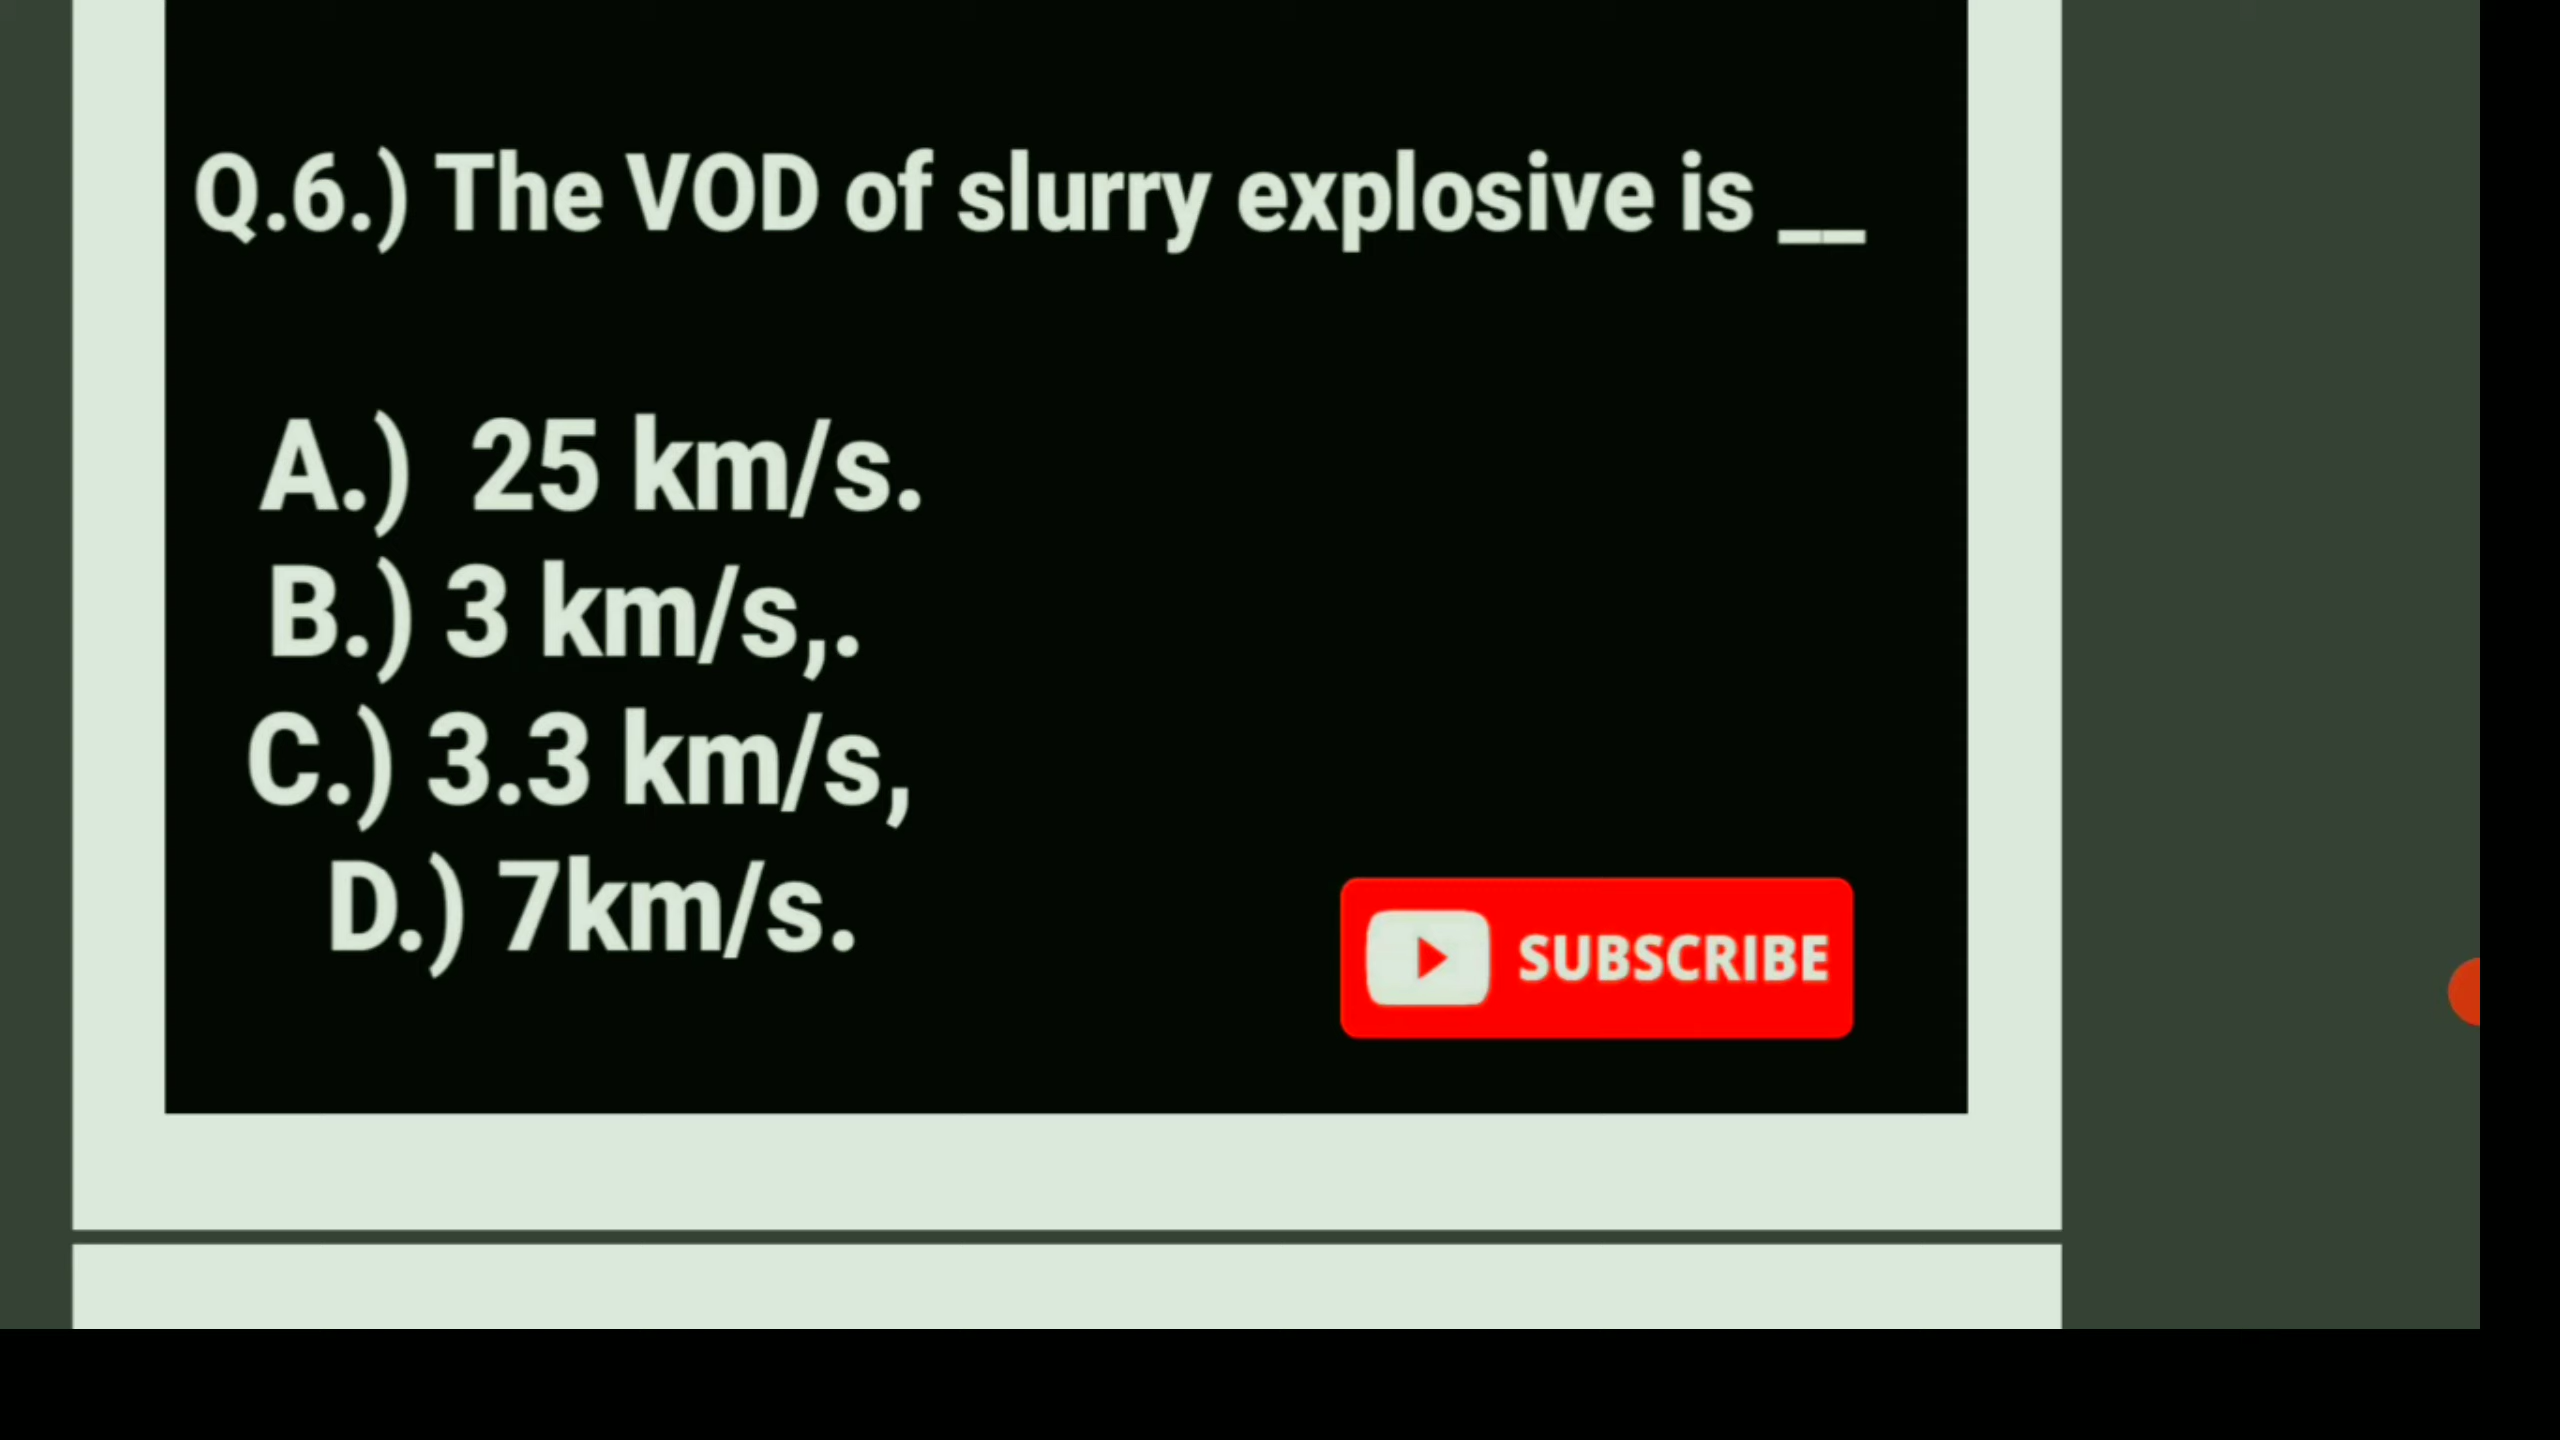 Q.6.) The VOD of slurry explosive is __
A.) 25 km/s.
B.) 3 km/s,.
C.) 3.3 km/s,
D.) 7km/s.
SUBSCRIBE